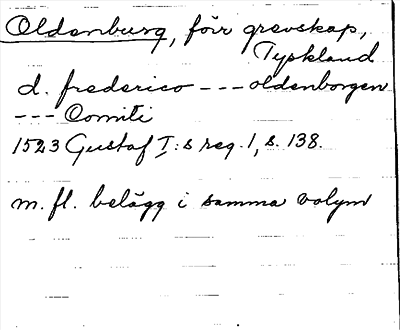 Oldenburg, förr grevskap,
Tyskland
d. frederico --- oldenborgen
--- Comiti
1523 Gustaf I:s reg. 1, s. 138.
m. fl. belägg i samma volym